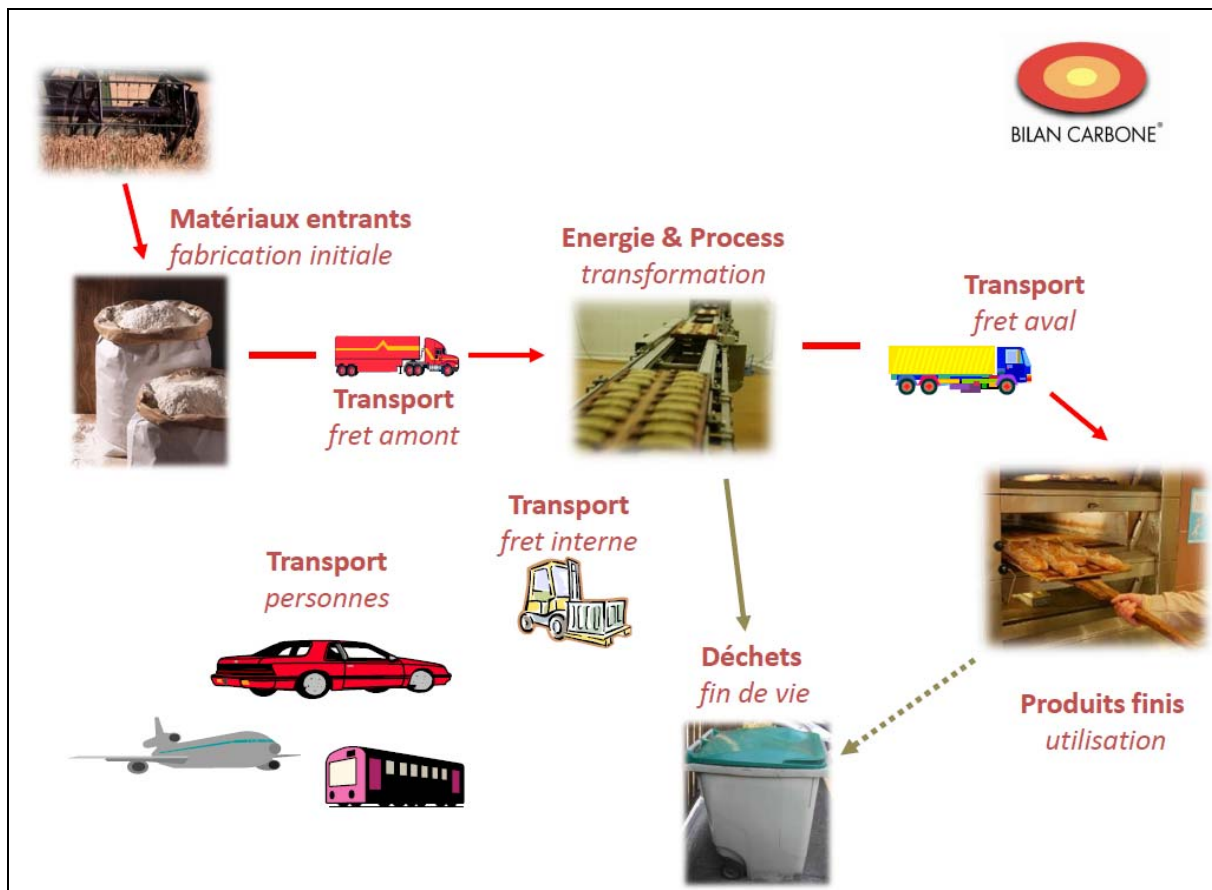 BILAN CARBONE®
Matériaux entrants
fabrication initiale
Energie & Process
transformation
Transport
fret aval
Transport
fret amont
Transport
fret interne
Transport
personnes
Déchets
fin de vie
Produits finis
utilisation